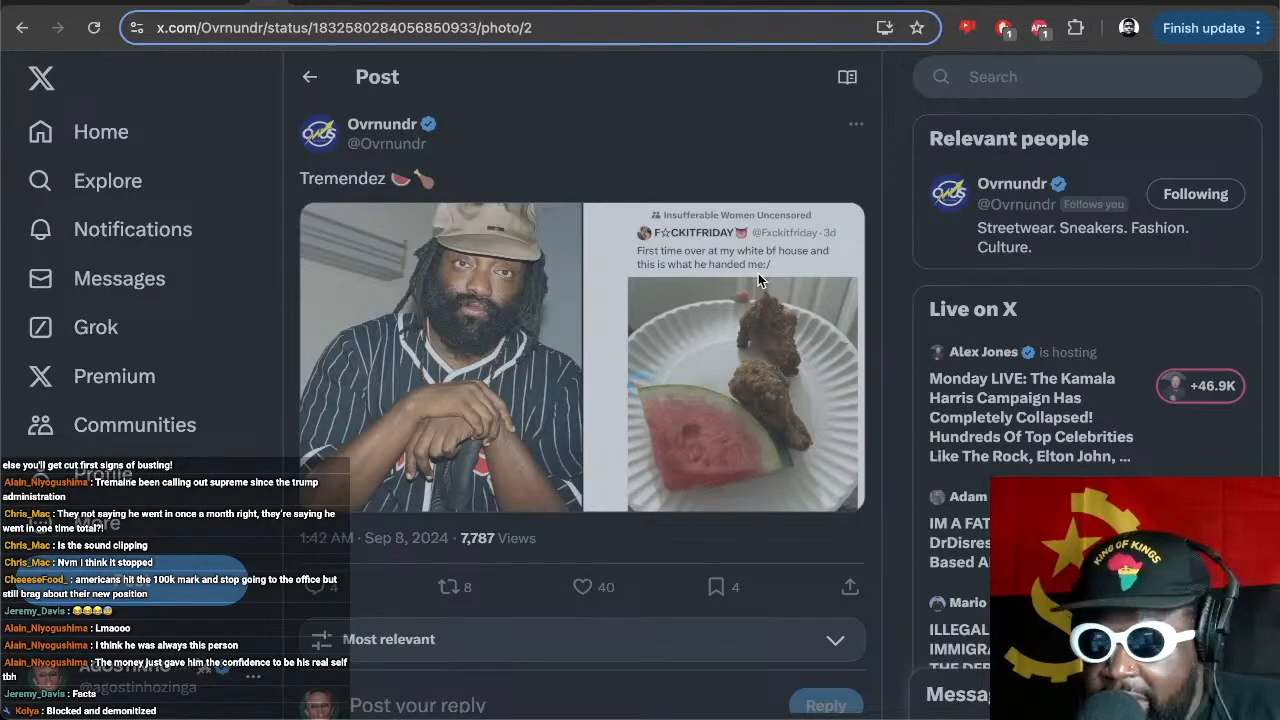 x.com/Ovrnundr/status/1832580284056850933/photo/2
1
1
Finish update
Home
Explore
Notifications
Messages
Grok
Premium
Communities
Post
Ovrnundr
@Ovrnundr
Tremendez 🍉🍗
Insufferable Women Uncensored
F☆CKITFRIDAY😈 @Fxckitfriday · 3d
First time over at my white bf house and
this is what he handed me:/
1:42 AM · Sep 8, 2024 · 7,787 Views
4
8
40
4
Most relevant
@agostinhozinga
Post your reply
Reply
Search
Relevant people
Ovrnundr
@Ovrnundr Follows you
Following
Streetwear. Sneakers. Fashion.
Culture.
Live on X
Alex Jones is hosting
Monday LIVE: The Kamala
Harris Campaign Has
Completely Collapsed!
Hundreds Of Top Celebrities
Like The Rock, Elton John, ...
+46.9K
Adam
IM A FAT
DrDisres
Based A
Mario
ILLEGAL
IMMIGRA
Messag
KING OF KINGS
else you'll get cut first signs of busting!
Alain_Niyogushima : Tremaine been calling out supreme since the trump
administration
Chris_Mac : They not saying he went in once a month right, they're saying he
went in one time total?!
Chris_Mac : Is the sound clipping
Chris_Mac : Nvm I think it stopped
CheeeseFood_ : americans hit the 100k mark and stop going to the office but
still brag about their new position
Jeremy_Davis : 😂😂😂😰
Alain_Niyogushima : Lmaooo
Alain_Niyogushima : I think he was always this person
Alain_Niyogushima : The money just gave him the confidence to be his real self
tbh
Jeremy_Davis : Facts
Kolya : Blocked and demonitized